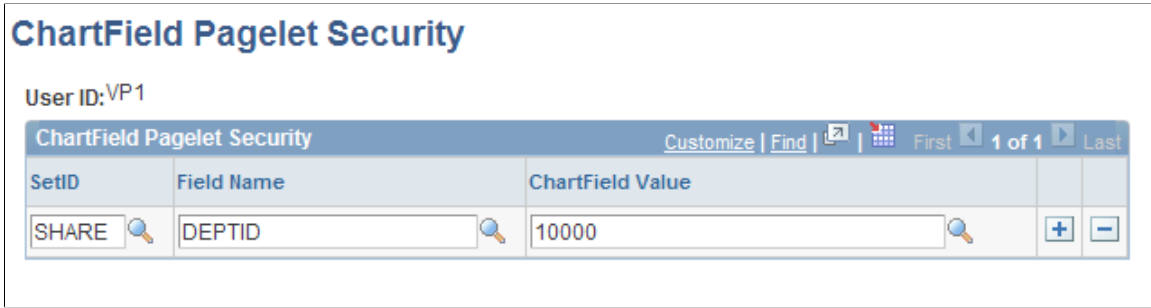 ChartField Pagelet Security
User ID: VP1
ChartField Pagelet Security Customize | Find | | First 1 of 1 Last
SetID Field Name ChartField Value
SHARE DEPTID 10000